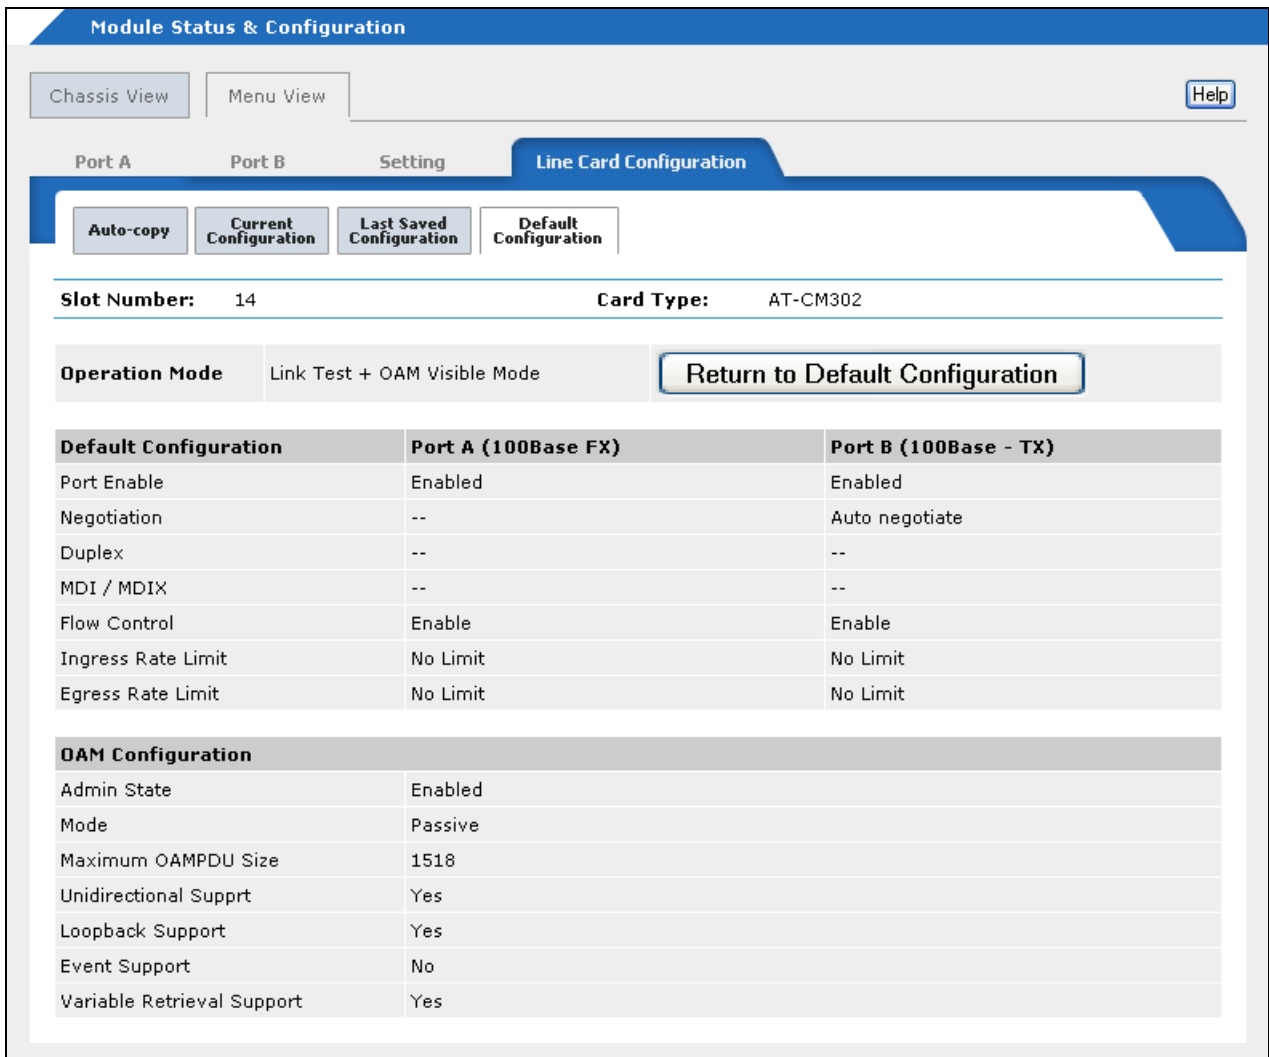 Module Status & Configuration
Chassis View Menu View Help
Port A Port B Setting Line Card Configuration
Auto-copy Current Configuration Last Saved Configuration Default Configuration
Slot Number: 14 Card Type: AT-CM302
Operation Mode Link Test + OAM Visible Mode Return to Default Configuration
Default Configuration Port A (100Base FX) Port B (100Base - TX)
Port Enable Enabled Enabled
Negotiation -- Auto negotiate
Duplex -- --
MDI / MDIX -- --
Flow Control Enable Enable
Ingress Rate Limit No Limit No Limit
Egress Rate Limit No Limit No Limit
OAM Configuration
Admin State Enabled
Mode Passive
Maximum OAMPDU Size 1518
Unidirectional Supprt Yes
Loopback Support Yes
Event Support No
Variable Retrieval Support Yes